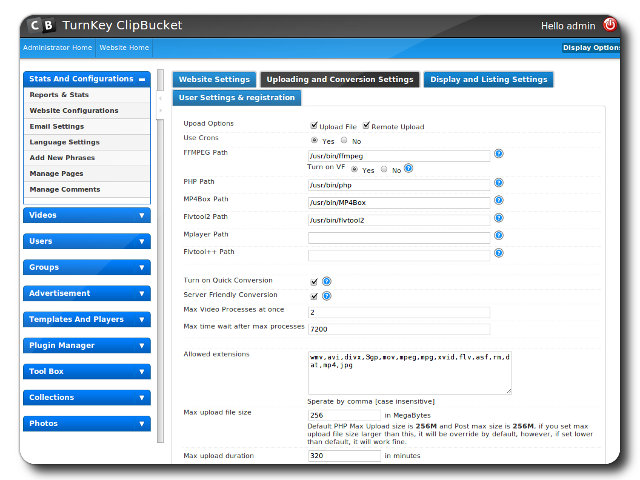 CB TurnKey ClipBucket
Hello admin
Administrator Home Website Home
Display Option
Stats And Configurations
Reports & Stats
Website Configurations
Email Settings
Language Settings
Add New Phrases
Manage Pages
Manage Comments
Videos
Users
Groups
Advertisement
Templates And Players
Plugin Manager
Tool Box
Collections
Photos
Website Settings Uploading and Conversion Settings Display and Listing Settings
User Settings & registration
Upoad Options Upload File Remote Upload
Use Crons Yes No
FFMPEG Path /usr/bin/ffmpeg
Turn on VF Yes No
PHP Path /usr/bin/php
MP4Box Path /usr/bin/MP4Box
Flvtool2 Path /usr/bin/flvtool2
Mplayer Path
Flvtool++ Path
Turn on Quick Conversion
Server Friendly Conversion
Max Video Processes at once 2
Max time wait after max processes 7200
Allowed extensions wmv,avi,divx,3gp,mov,mpeg,mpg,xvid,flv,asf,rm,d
at,mp4,jpg
Sperate by comma [case insensitive]
Max upload file size 256 in MegaBytes
Default PHP Max Upload size is 256M and Post max size is 256M, if you set max
upload file size larger than this, it will be override by default, however, if set lower
than default, it will work fine.
Max upload duration 320 in minutes